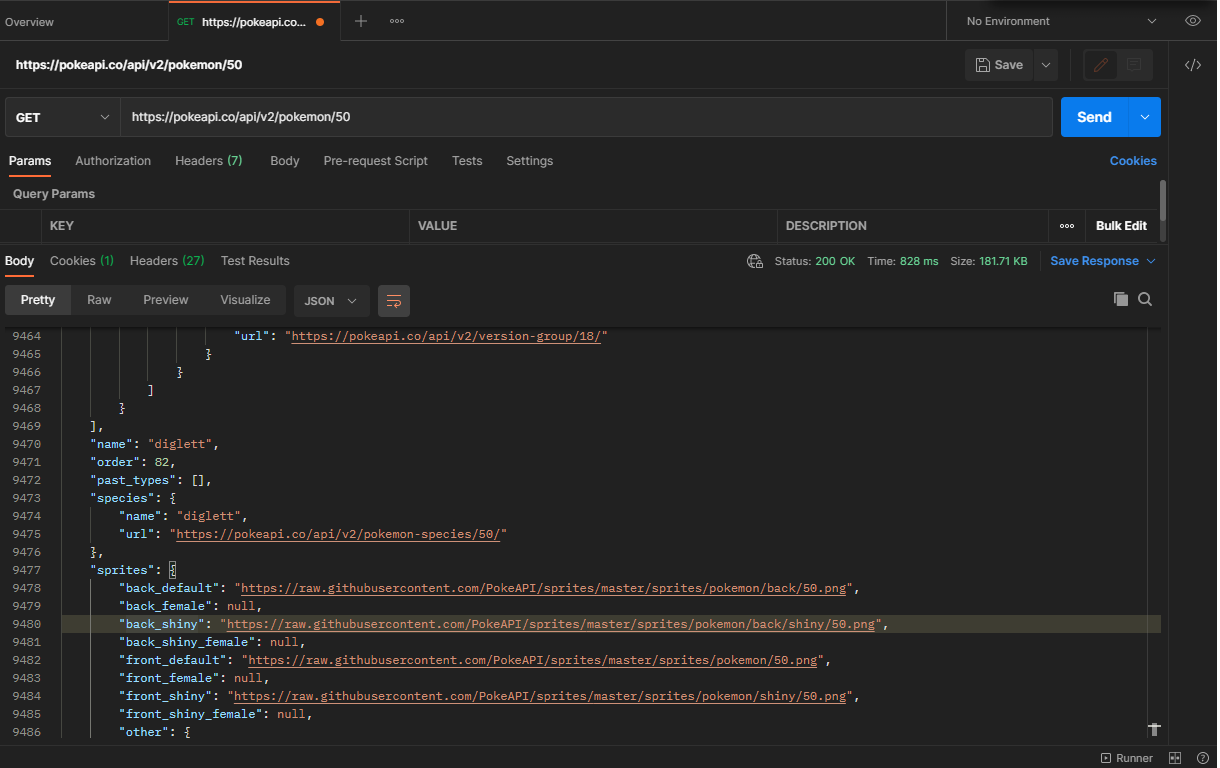 Overview GET https://pokeapi.co... No Environment
https://pokeapi.co/api/v2/pokemon/50 Save </>
GET https://pokeapi.co/api/v2/pokemon/50 Send
Params Authorization Headers (7) Body Pre-request Script Tests Settings Cookies
Query Params
KEY VALUE DESCRIPTION Bulk Edit
Body Cookies (1) Headers (27) Test Results Status: 200 OK Time: 828 ms Size: 181.71 KB Save Response
Pretty Raw Preview Visualize JSON
9464 "url": "https://pokeapi.co/api/v2/version-group/18/"
9465 }
9466 }
9467 ]
9468 }
9469 ],
9470 "name": "diglett",
9471 "order": 82,
9472 "past_types": [],
9473 "species": {
9474 "name": "diglett",
9475 "url": "https://pokeapi.co/api/v2/pokemon-species/50/"
9476 },
9477 "sprites": {
9478 "back_default": "https://raw.githubusercontent.com/PokeAPI/sprites/master/sprites/pokemon/back/50.png",
9479 "back_female": null,
9480 "back_shiny": "https://raw.githubusercontent.com/PokeAPI/sprites/master/sprites/pokemon/back/shiny/50.png",
9481 "back_shiny_female": null,
9482 "front_default": "https://raw.githubusercontent.com/PokeAPI/sprites/master/sprites/pokemon/50.png",
9483 "front_female": null,
9484 "front_shiny": "https://raw.githubusercontent.com/PokeAPI/sprites/master/sprites/pokemon/shiny/50.png",
9485 "front_shiny_female": null,
9486 "other": {
Runner